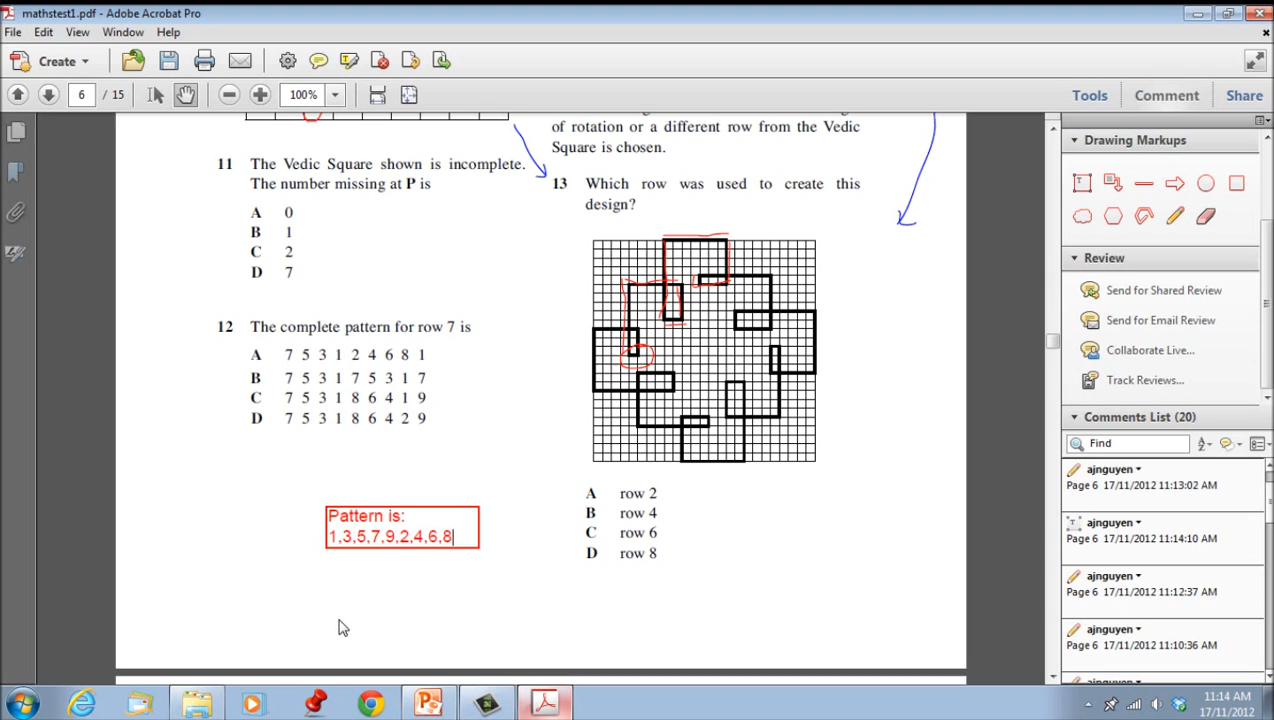 mathstest1.pdf - Adobe Acrobat Pro
File Edit View Window Help
Create
6 / 15
100%
Tools Comment Share
of rotation or a different row from the Vedic
Square is chosen.
11 The Vedic Square shown is incomplete.
The number missing at P is
A 0
B 1
C 2
D 7
12 The complete pattern for row 7 is
A 7 5 3 1 2 4 6 8 1
B 7 5 3 1 7 5 3 1 7
C 7 5 3 1 8 6 4 1 9
D 7 5 3 1 8 6 4 2 9
Pattern is:
1,3,5,7,9,2,4,6,8
13 Which row was used to create this
design?
A row 2
B row 4
C row 6
D row 8
Drawing Markups
Review
Send for Shared Review
Send for Email Review
Collaborate Live...
Track Reviews...
Comments List (20)
Find
ajnguyen
Page 6 17/11/2012 11:13:02 AM
ajnguyen
Page 6 17/11/2012 11:14:10 AM
ajnguyen
Page 6 17/11/2012 11:12:37 AM
ajnguyen
Page 6 17/11/2012 11:10:36 AM
11:14 AM
17/11/2012